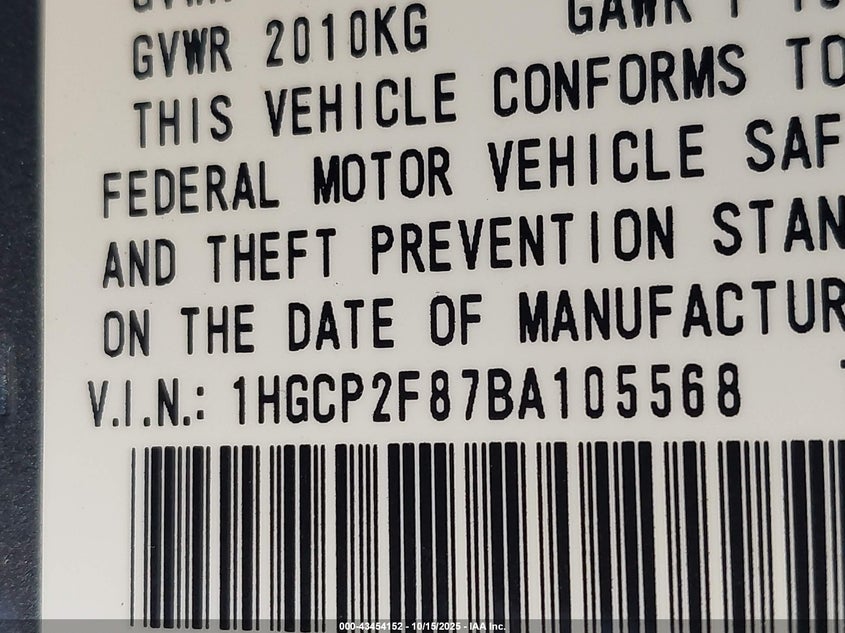 GVWR 2010KG GAWR F
THIS VEHICLE CONFORMS TO
FEDERAL MOTOR VEHICLE SAF
AND THEFT PREVENTION STAN
ON THE DATE OF MANUFACTUR
V.I.N.: 1HGCP2F87BA105568
000-43454152 - 10/15/2025 - IAA Inc.